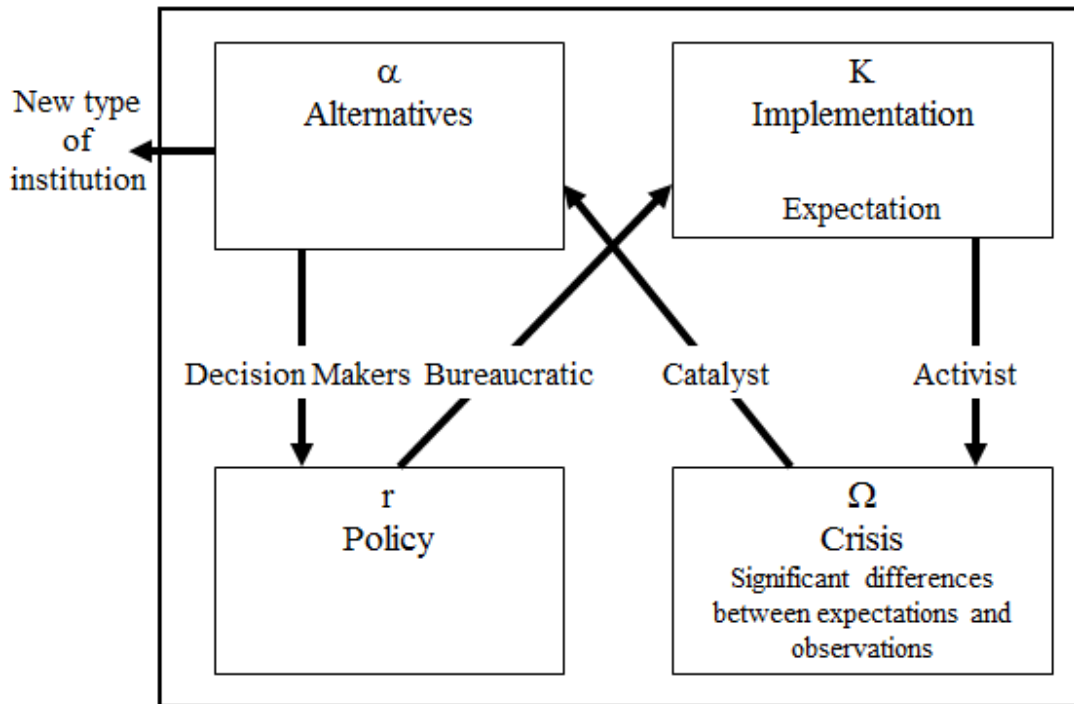 α
Alternatives
K
Implementation
Expectation
New type
of
institution
Decision Makers
Bureaucratic
Catalyst
Activist
r
Policy
Ω
Crisis
Significant differences
between expectations and
observations